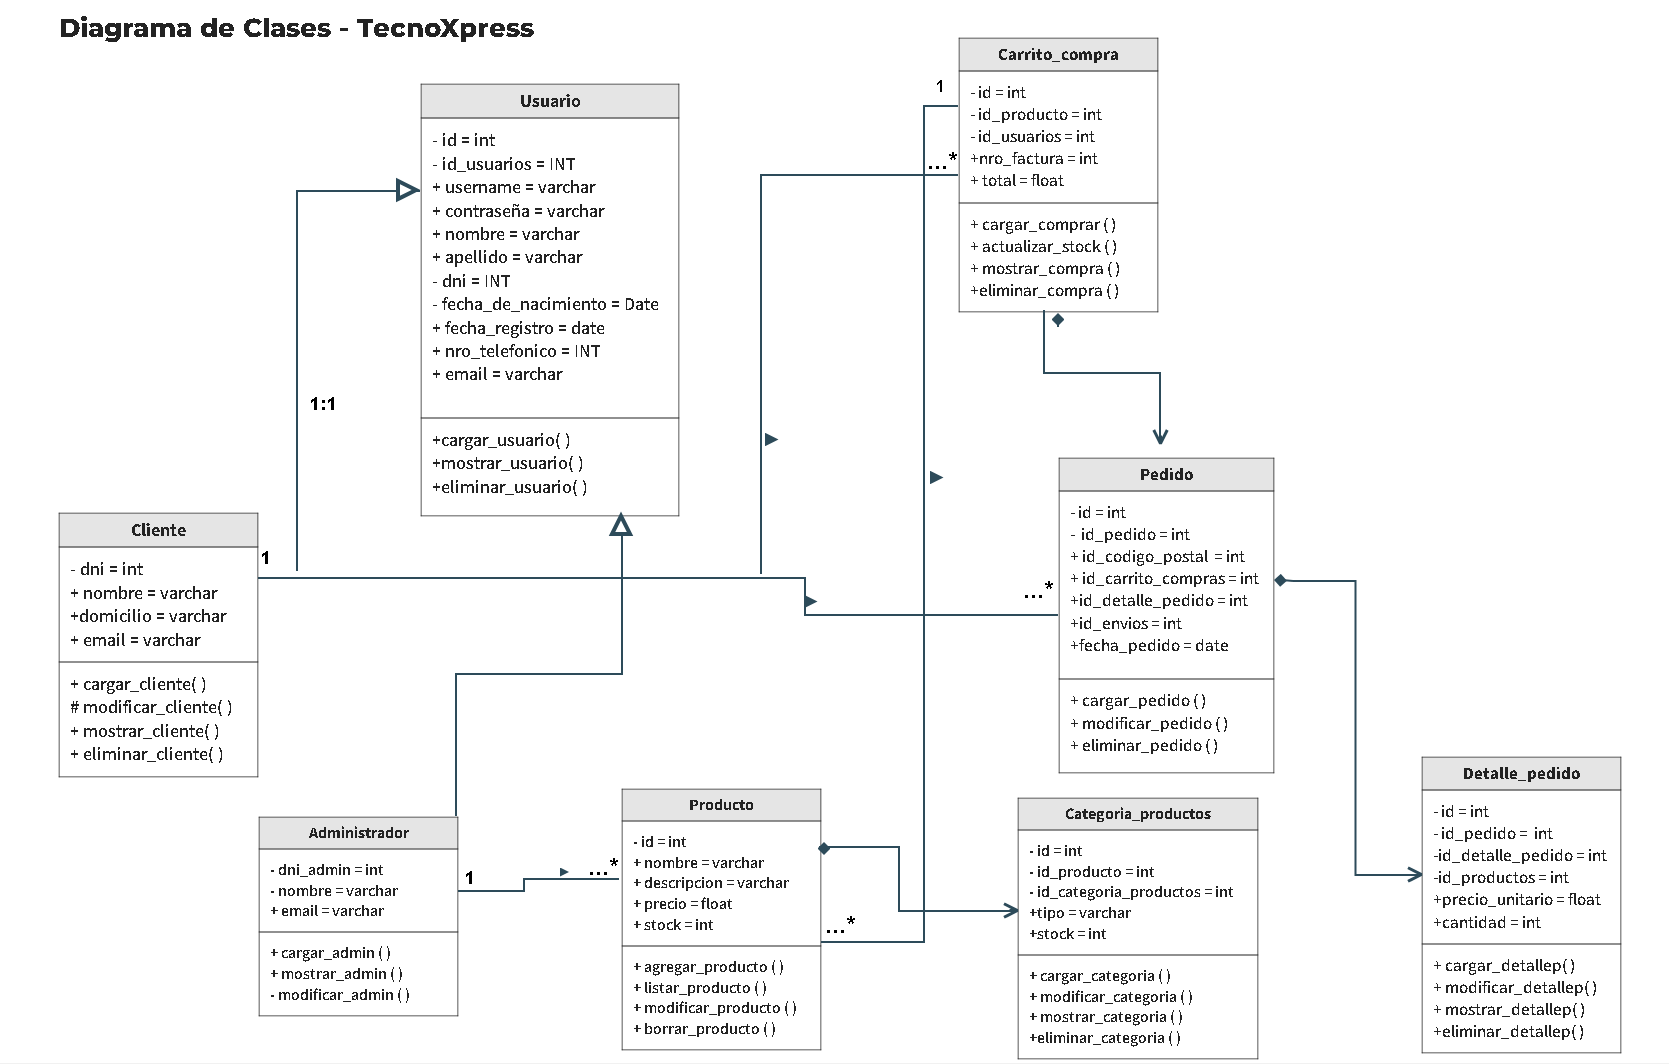 Diagrama de Clases - TecnoXpress
Carrito_compra
- id = int
- id_producto = int
- id_usuarios = int
+nro_factura = int
+ total = float
+ cargar_comprar ( )
+ actualizar_stock ( )
+ mostrar_compra ( )
+eliminar_compra ( )
1
...*
Usuario
- id = int
- id_usuarios = INT
+ username = varchar
+ contraseña = varchar
+ nombre = varchar
+ apellido = varchar
- dni = INT
- fecha_de_nacimiento = Date
+ fecha_registro = date
+ nro_telefonico = INT
+ email = varchar
+cargar_usuario( )
+mostrar_usuario( )
+eliminar_usuario( )
1:1
Cliente
- dni = int
+ nombre = varchar
+domicilio = varchar
+ email = varchar
+ cargar_cliente( )
# modificar_cliente( )
+ mostrar_cliente( )
+ eliminar_cliente( )
1
...*
Pedido
- id = int
- id_pedido = int
+ id_codigo_postal = int
+ id_carrito_compras = int
+id_detalle_pedido = int
+id_envios = int
+fecha_pedido = date
+ cargar_pedido ( )
+ modificar_pedido ( )
+ eliminar_pedido ( )
Administrador
- dni_admin = int
- nombre = varchar
+ email = varchar
+ cargar_admin ( )
+ mostrar_admin ( )
- modificar_admin ( )
1
...*
Producto
- id = int
+ nombre = varchar
+ descripcion = varchar
+ precio = float
+ stock = int
+ agregar_producto ( )
+ listar_producto ( )
+ modificar_producto ( )
+ borrar_producto ( )
...*
Categoria_productos
- id = int
- id_producto = int
- id_categoria_productos = int
+tipo = varchar
+stock = int
+ cargar_categoria ( )
+ modificar_categoria ( )
+ mostrar_categoria ( )
+eliminar_categoria ( )
Detalle_pedido
- id = int
- id_pedido = int
-id_detalle_pedido = int
-id_productos = int
+precio_unitario = float
+cantidad = int
+ cargar_detallep( )
+ modificar_detallep( )
+ mostrar_detallep( )
+eliminar_detallep( )